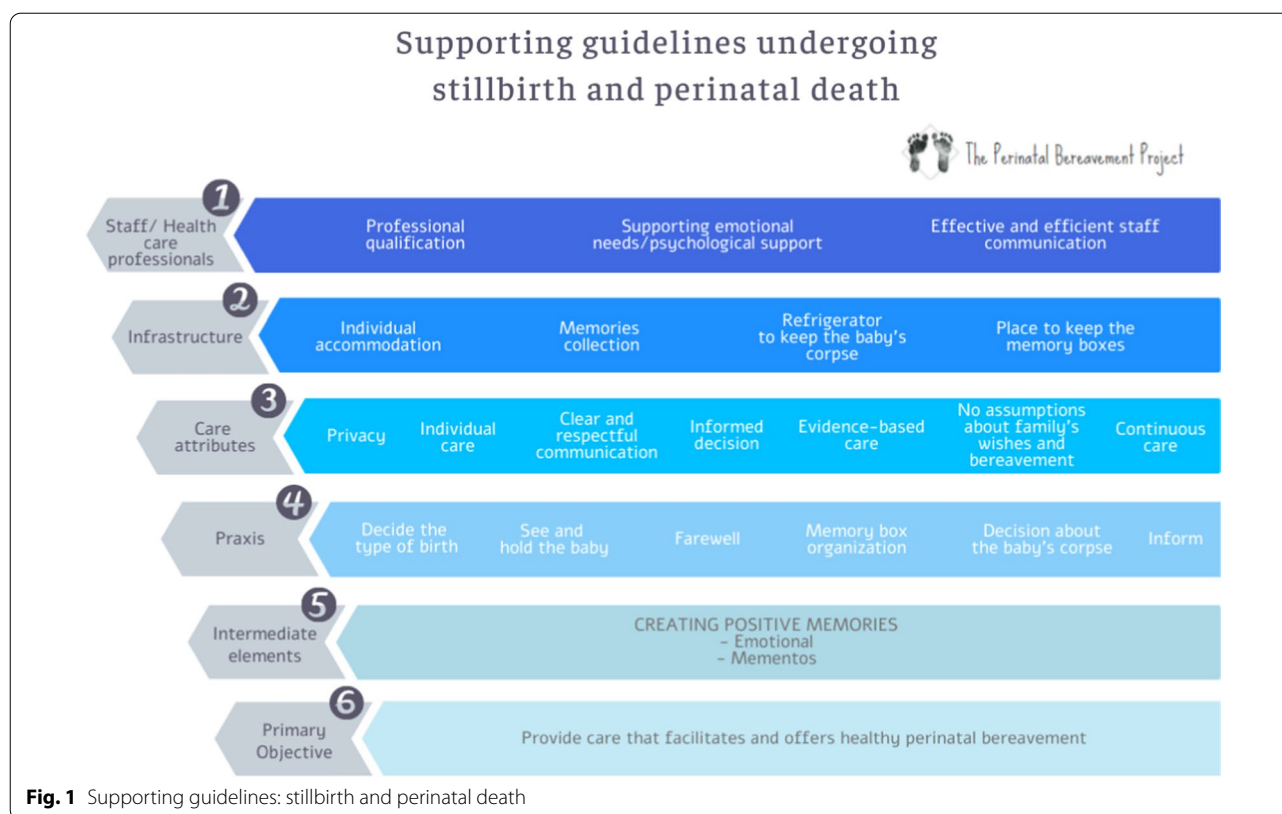 Supporting guidelines undergoing
stillbirth and perinatal death
The Perinatal Bereavement Project
1
Staff/ Health
care
professionals
Professional
qualification
Supporting emotional
needs/psychological support
Effective and efficient staff
communication
2
Infrastructure
Individual
accommodation
Memories
collection
Refrigerator
to keep the baby's
corpse
Place to keep the
memory boxes
3
Care
attributes
Privacy
Individual
care
Clear and
respectful
communication
Informed
decision
Evidence-based
care
No assumptions
about family's
wishes and
bereavement
Continuous
care
4
Praxis
Decide the
type of birth
See and
hold the baby
Farewell
Memory box
organization
Decision about
the baby's corpse
Inform
5
Intermediate
elements
CREATING POSITIVE MEMORIES
- Emotional
- Mementos
6
Primary
Objective
Provide care that facilitates and offers healthy perinatal bereavement
Fig. 1 Supporting guidelines: stillbirth and perinatal death